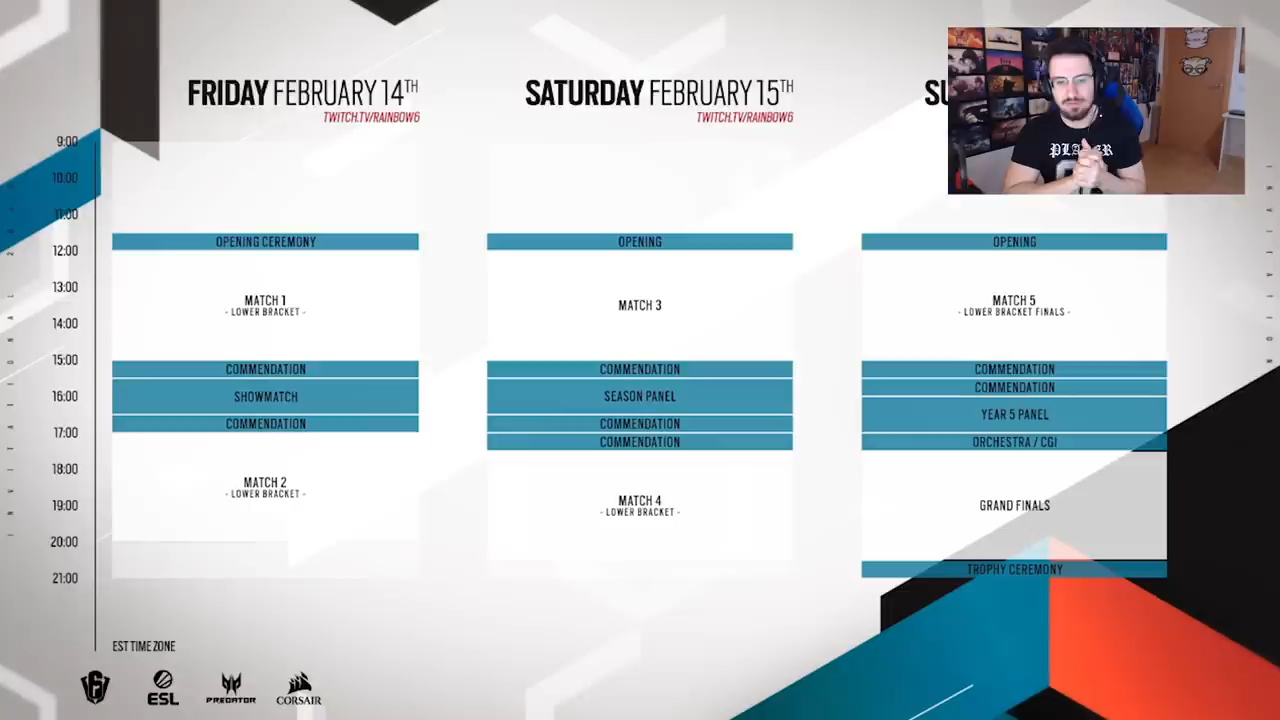 FRIDAY FEBRUARY 14TH
TWITCH.TV/RAINBOW6
SATURDAY FEBRUARY 15TH
TWITCH.TV/RAINBOW6
SU
9:00
10:00
11:00
12:00
13:00
14:00
15:00
16:00
17:00
18:00
19:00
20:00
21:00
OPENING CEREMONY
MATCH 1
- LOWER BRACKET -
COMMENDATION
SHOWMATCH
COMMENDATION
MATCH 2
- LOWER BRACKET -
OPENING
MATCH 3
COMMENDATION
SEASON PANEL
COMMENDATION
COMMENDATION
MATCH 4
- LOWER BRACKET -
OPENING
MATCH 5
- LOWER BRACKET FINALS -
COMMENDATION
COMMENDATION
YEAR 5 PANEL
ORCHESTRA / CGI
GRAND FINALS
TROPHY CEREMONY
EST TIME ZONE
ESL
PREDATOR
CORSAIR